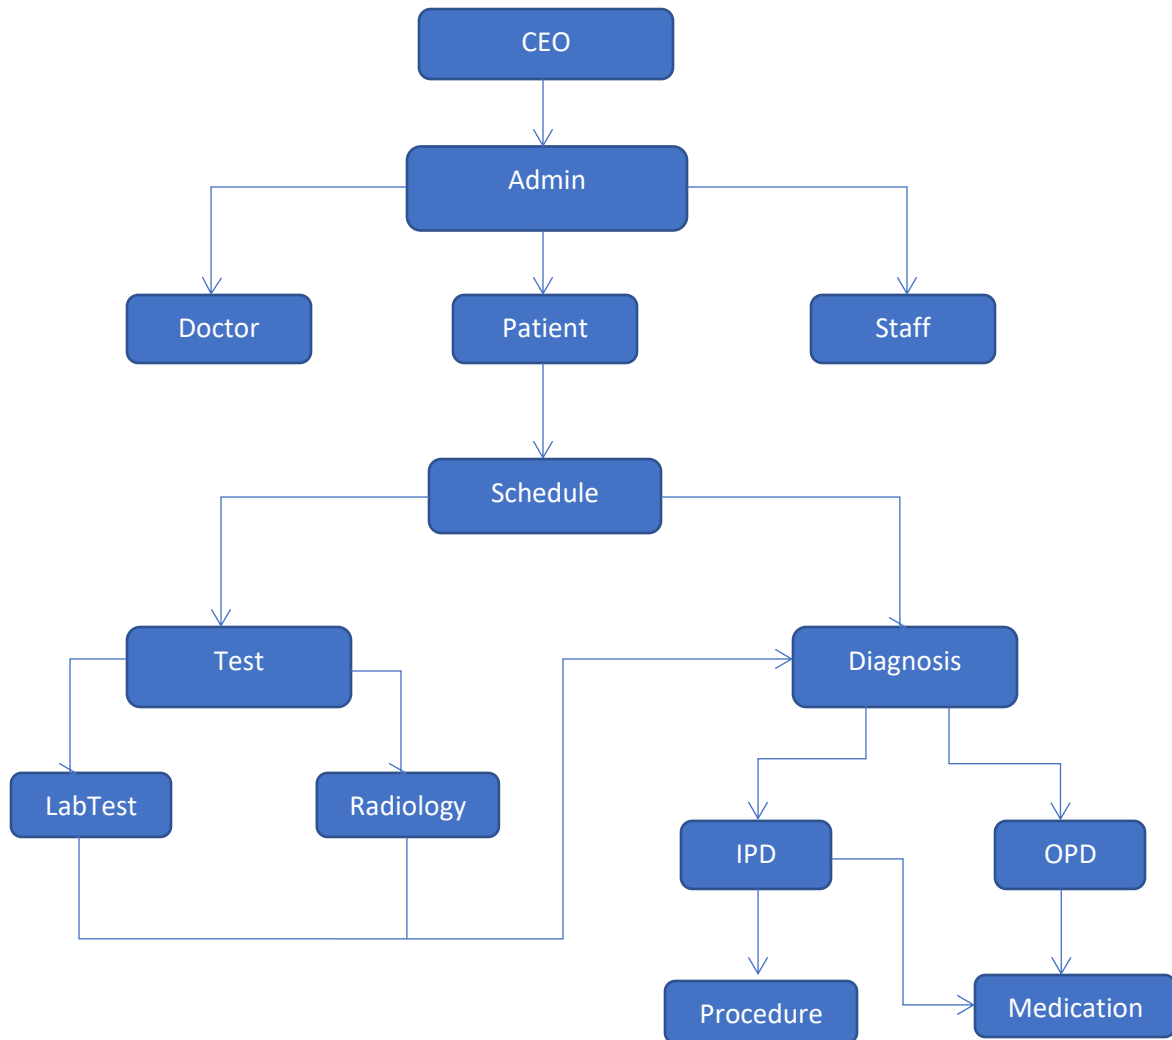 CEO
Admin
Doctor
Patient
Staff
Schedule
Test
Diagnosis
LabTest
Radiology
IPD
OPD
Procedure
Medication